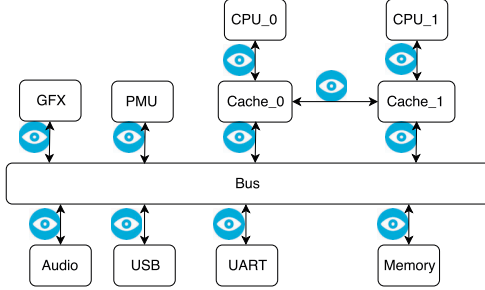 CPU_0
CPU_1
GFX
PMU
Cache_0
Cache_1
Bus
Audio
USB
UART
Memory